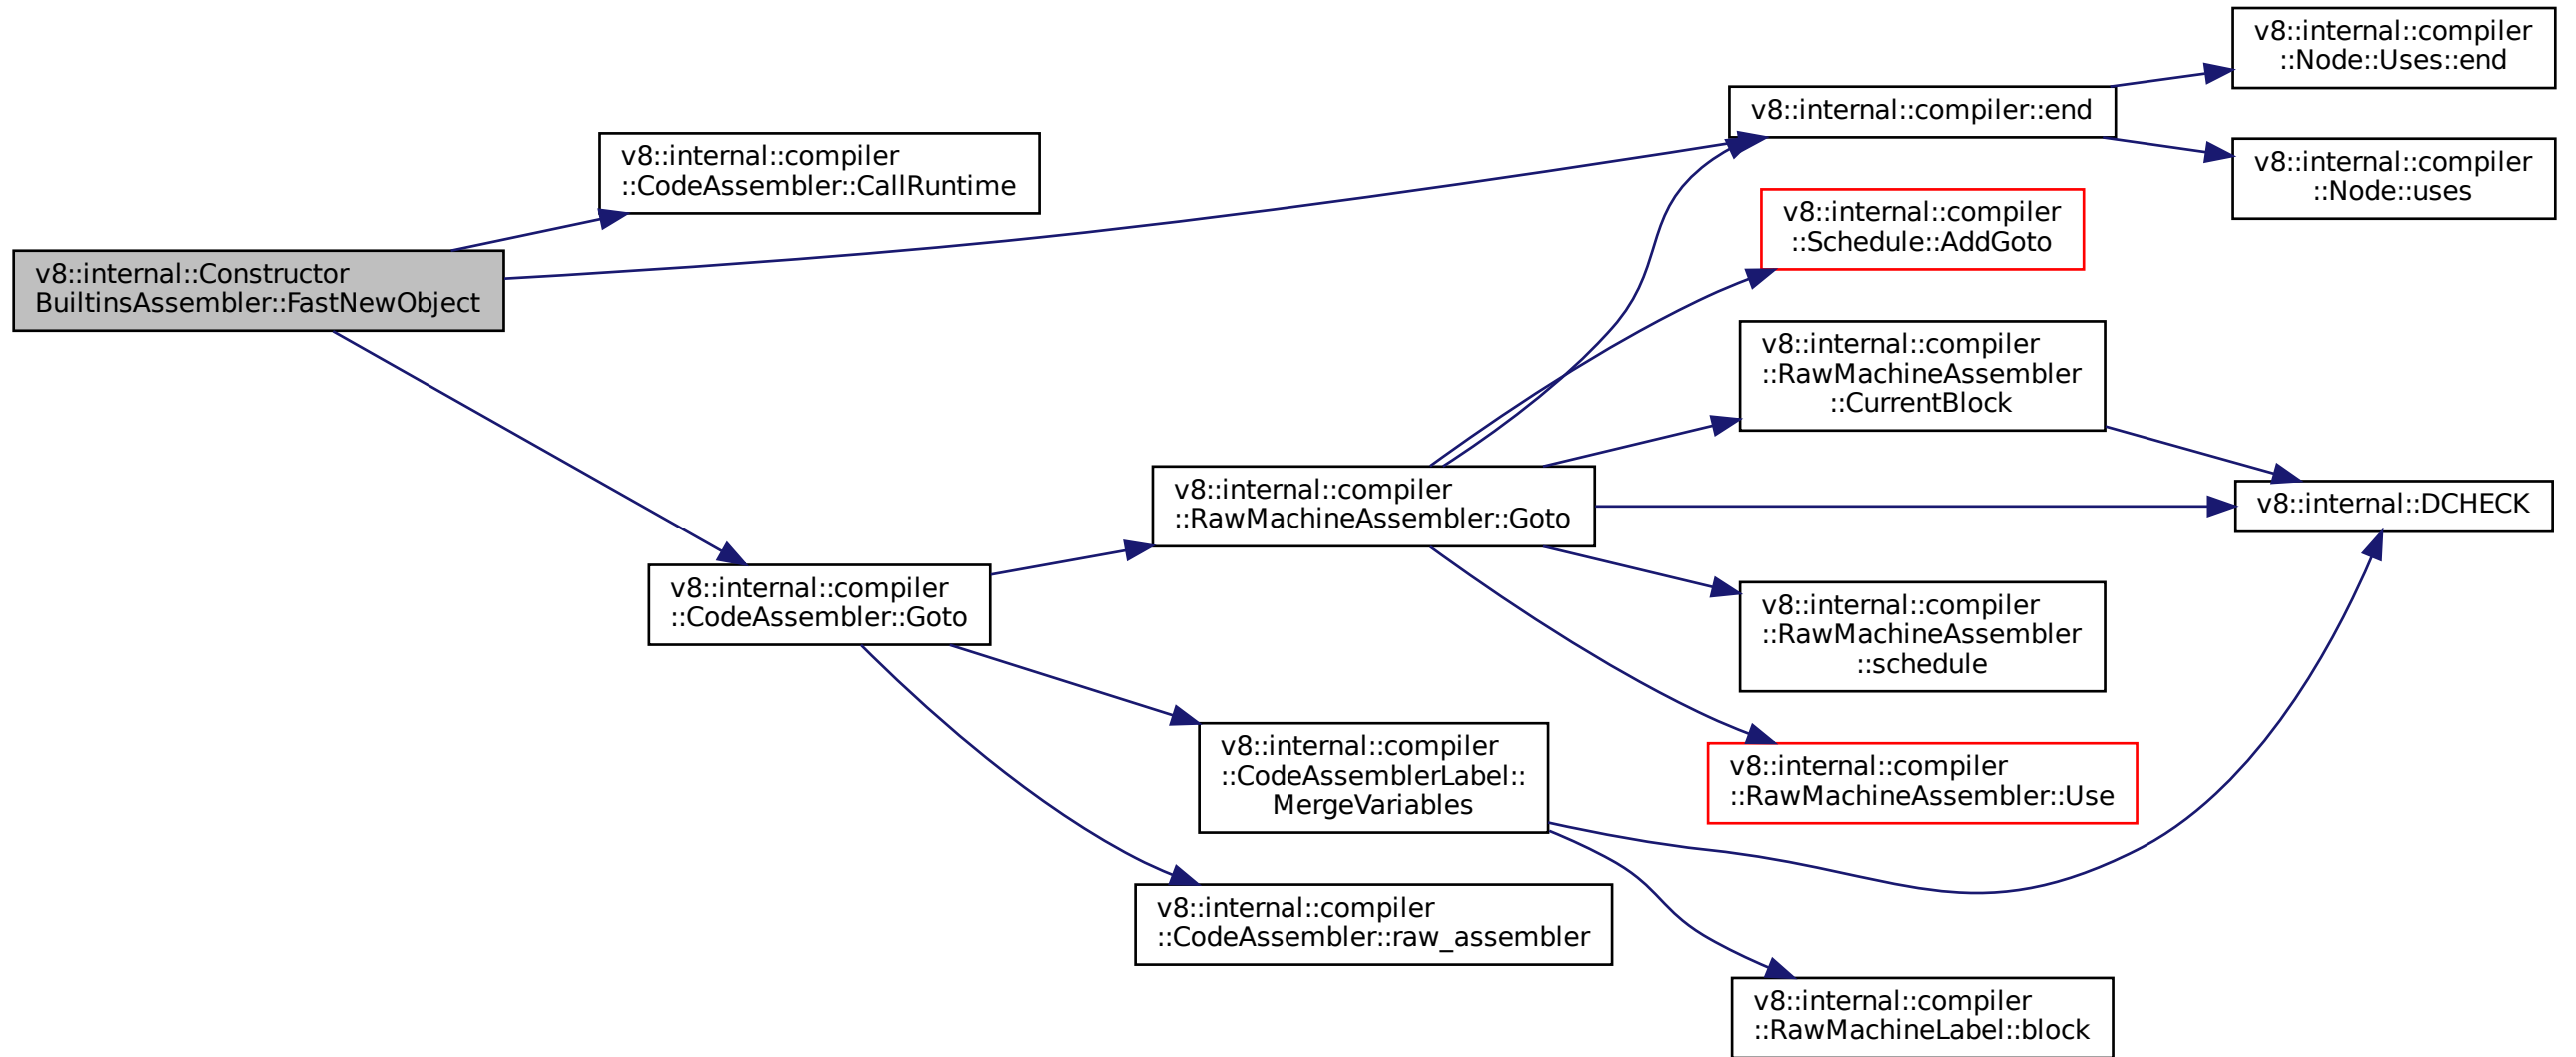 v8::internal::Constructor
BuiltinsAssembler::FastNewObject
v8::internal::compiler
::CodeAssembler::CallRuntime
v8::internal::compiler
::CodeAssembler::Goto
v8::internal::compiler
::RawMachineAssembler::Goto
v8::internal::compiler
::CodeAssemblerLabel::
MergeVariables
v8::internal::compiler
::CodeAssembler::raw_assembler
v8::internal::compiler::end
v8::internal::compiler
::Schedule::AddGoto
v8::internal::compiler
::RawMachineAssembler
::CurrentBlock
v8::internal::compiler
::RawMachineAssembler
::schedule
v8::internal::compiler
::RawMachineAssembler::Use
v8::internal::compiler
::RawMachineLabel::block
v8::internal::compiler
::Node::Uses::end
v8::internal::compiler
::Node::uses
v8::internal::DCHECK